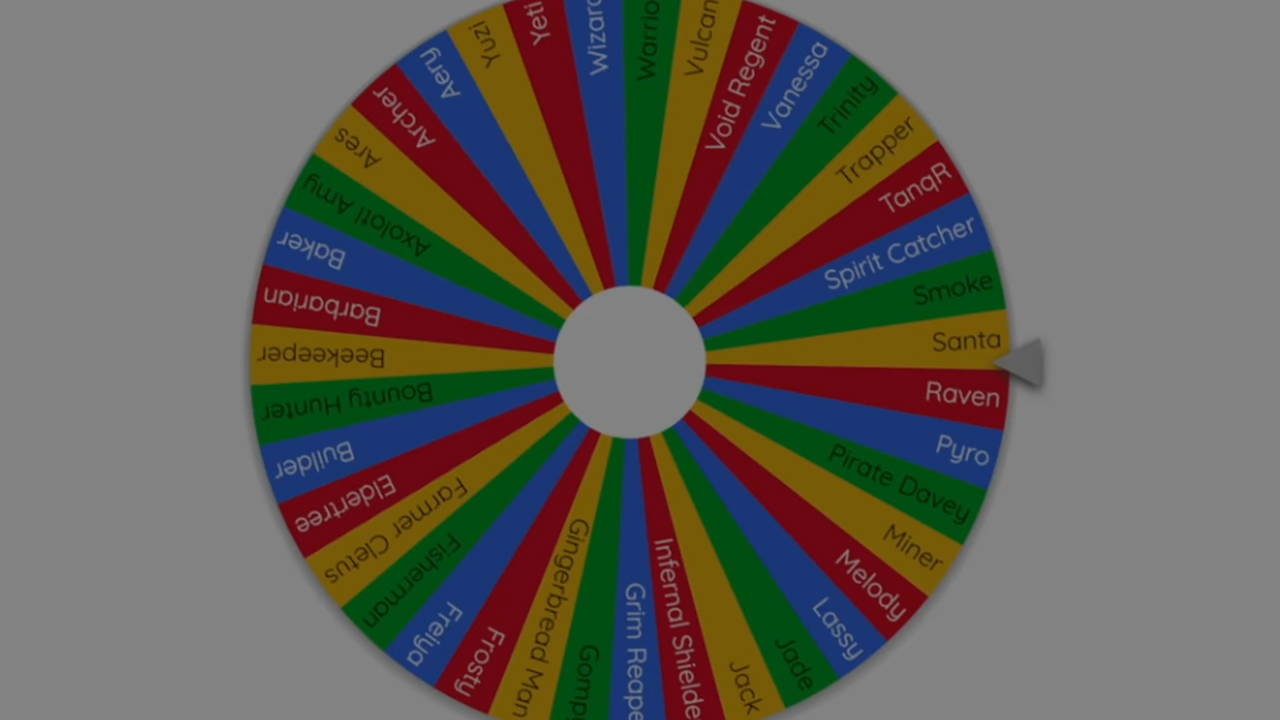 Yeti
Wizard
Warrio
Vulcan
Void Regent
Vanessa
Trinity
Trapper
TanqR
Spirit Catcher
Smoke
Santa
Raven
Pyro
Pirate Davey
Miner
Melody
Lassy
Jade
Jack
Infernal Shielde
Grim Reape
Gomp
Gingerbread Man
Frosty
Freiya
Fisherman
Farmer Cletus
Eldertree
Builder
Bounty Hunter
Beekeeper
Barbarian
Baker
Axolotl Amy
Ares
Archer
Aery
Yuzi